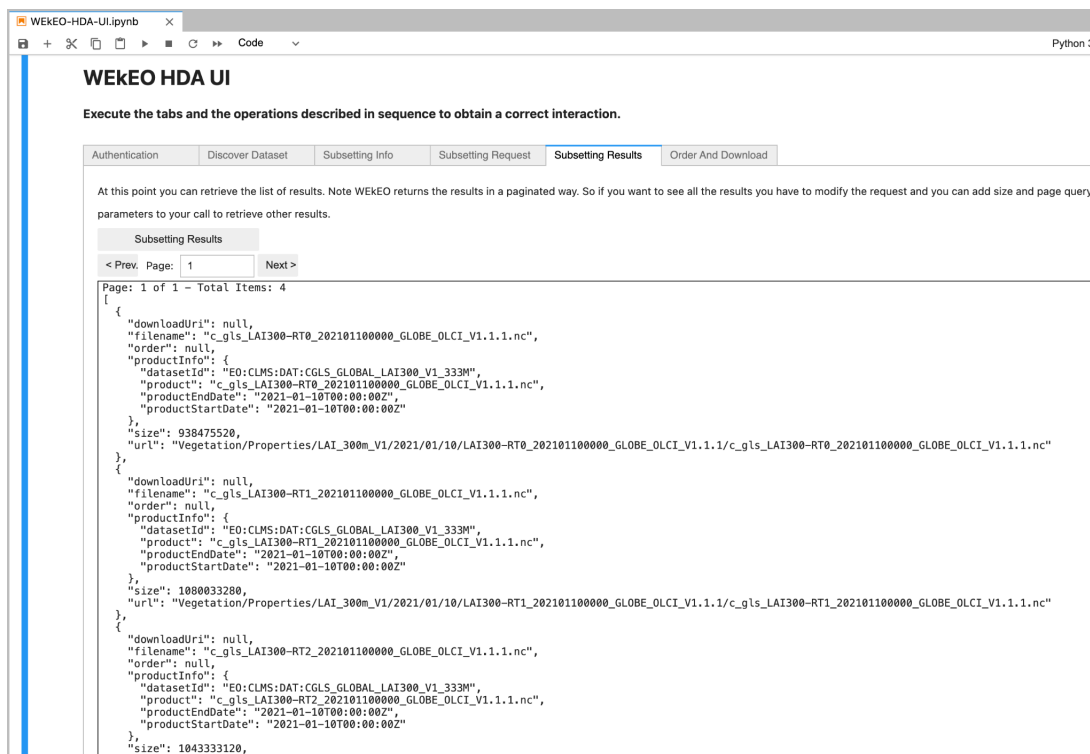 WEkEO-HDA-UI.ipynb
Code
Python 3
WEkEO HDA UI
Execute the tabs and the operations described in sequence to obtain a correct interaction.
Authentication Discover Dataset Subsetting Info Subsetting Request Subsetting Results Order And Download
At this point you can retrieve the list of results. Note WEkEO returns the results in a paginated way. So if you want to see all the results you have to modify the request and you can add size and page query
parameters to your call to retrieve other results.
Subsetting Results
< Prev. Page: 1 Next >
Page: 1 of 1 – Total Items: 4
[
{
"downloadUri": null,
"filename": "c_gls_LAI300-RT0_202101100000_GLOBE_OLCI_V1.1.1.nc",
"order": null,
"productInfo": {
"datasetId": "EO:CLMS:DAT:CGLS_GLOBAL_LAI300_V1_333M",
"product": "c_gls_LAI300-RT0_202101100000_GLOBE_OLCI_V1.1.1.nc",
"productEndDate": "2021-01-10T00:00:00Z",
"productStartDate": "2021-01-10T00:00:00Z"
},
"size": 938475520,
"url": "Vegetation/Properties/LAI_300m_V1/2021/01/10/LAI300-RT0_202101100000_GLOBE_OLCI_V1.1.1/c_gls_LAI300-RT0_202101100000_GLOBE_OLCI_V1.1.1.nc"
},
{
"downloadUri": null,
"filename": "c_gls_LAI300-RT1_202101100000_GLOBE_OLCI_V1.1.1.nc",
"order": null,
"productInfo": {
"datasetId": "EO:CLMS:DAT:CGLS_GLOBAL_LAI300_V1_333M",
"product": "c_gls_LAI300-RT1_202101100000_GLOBE_OLCI_V1.1.1.nc",
"productEndDate": "2021-01-10T00:00:00Z",
"productStartDate": "2021-01-10T00:00:00Z"
},
"size": 1080033280,
"url": "Vegetation/Properties/LAI_300m_V1/2021/01/10/LAI300-RT1_202101100000_GLOBE_OLCI_V1.1.1/c_gls_LAI300-RT1_202101100000_GLOBE_OLCI_V1.1.1.nc"
},
{
"downloadUri": null,
"filename": "c_gls_LAI300-RT2_202101100000_GLOBE_OLCI_V1.1.1.nc",
"order": null,
"productInfo": {
"datasetId": "EO:CLMS:DAT:CGLS_GLOBAL_LAI300_V1_333M",
"product": "c_gls_LAI300-RT2_202101100000_GLOBE_OLCI_V1.1.1.nc",
"productEndDate": "2021-01-10T00:00:00Z",
"productStartDate": "2021-01-10T00:00:00Z"
},
"size": 1043333120,